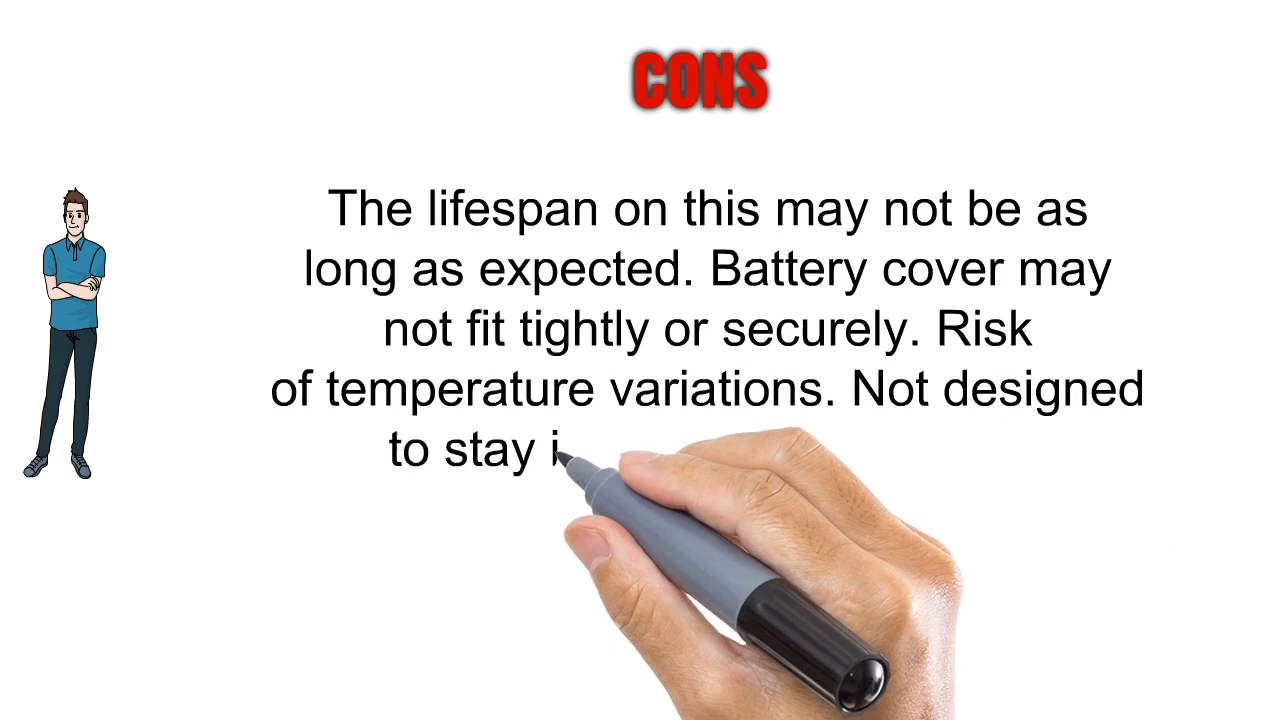 CONS
The lifespan on this may not be as
long as expected. Battery cover may
not fit tightly or securely. Risk
of temperature variations. Not designed
to stay